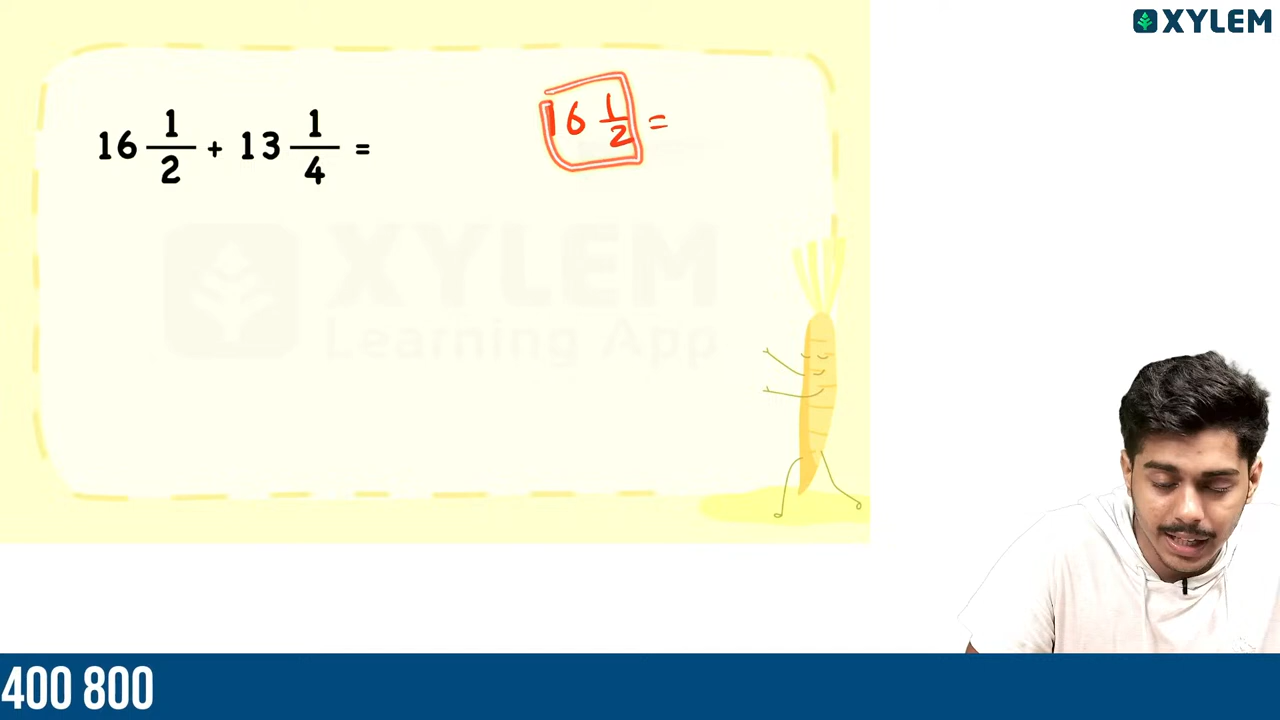 XYLEM
16 1/2 + 13 1/4 =
16 1/2 =
XYLEM
Learning App
400 800